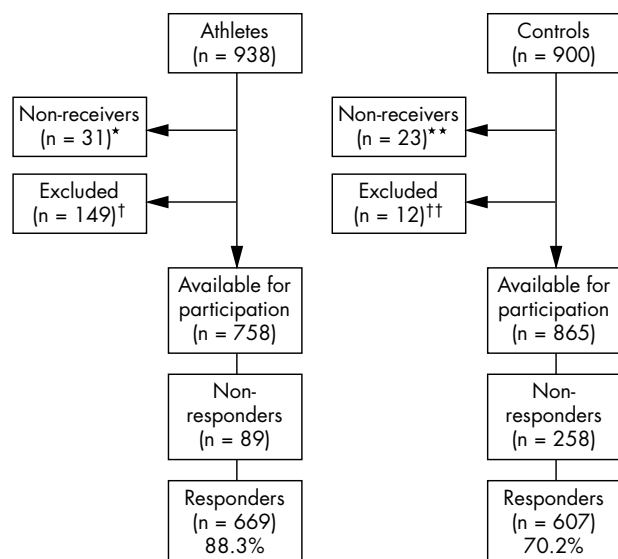 Athletes
(n = 938)
Non-receivers
(n = 31)★
Excluded
(n = 149)†
Available for
participation
(n = 758)
Non-
responders
(n = 89)
Responders
(n = 669)
88.3%
Controls
(n = 900)
Non-receivers
(n = 23)★★
Excluded
(n = 12)††
Available for
participation
(n = 865)
Non-
responders
(n = 258)
Responders
(n = 607)
70.2%